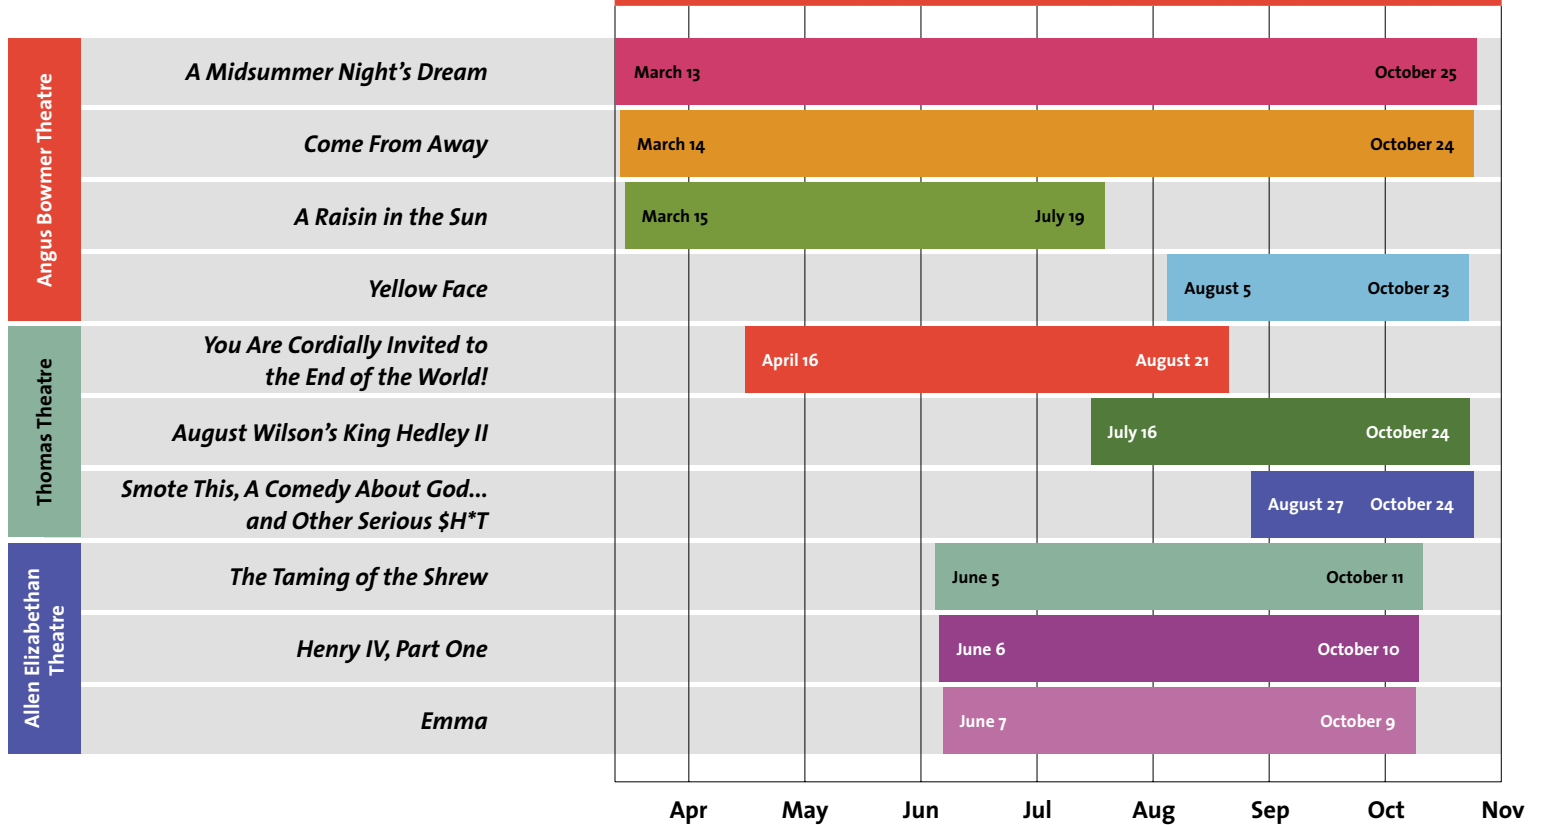 Angus Bowmer Theatre
A Midsummer Night's Dream
March 13
October 25
Come From Away
March 14
October 24
A Raisin in the Sun
March 15
July 19
Yellow Face
August 5
October 23
Thomas Theatre
You Are Cordially Invited to
the End of the World!
April 16
August 21
August Wilson's King Hedley II
July 16
October 24
Smote This, A Comedy About God...
and Other Serious $H*T
August 27
October 24
Allen Elizabethan
Theatre
The Taming of the Shrew
June 5
October 11
Henry IV, Part One
June 6
October 10
Emma
June 7
October 9
Apr May Jun Jul Aug Sep Oct Nov